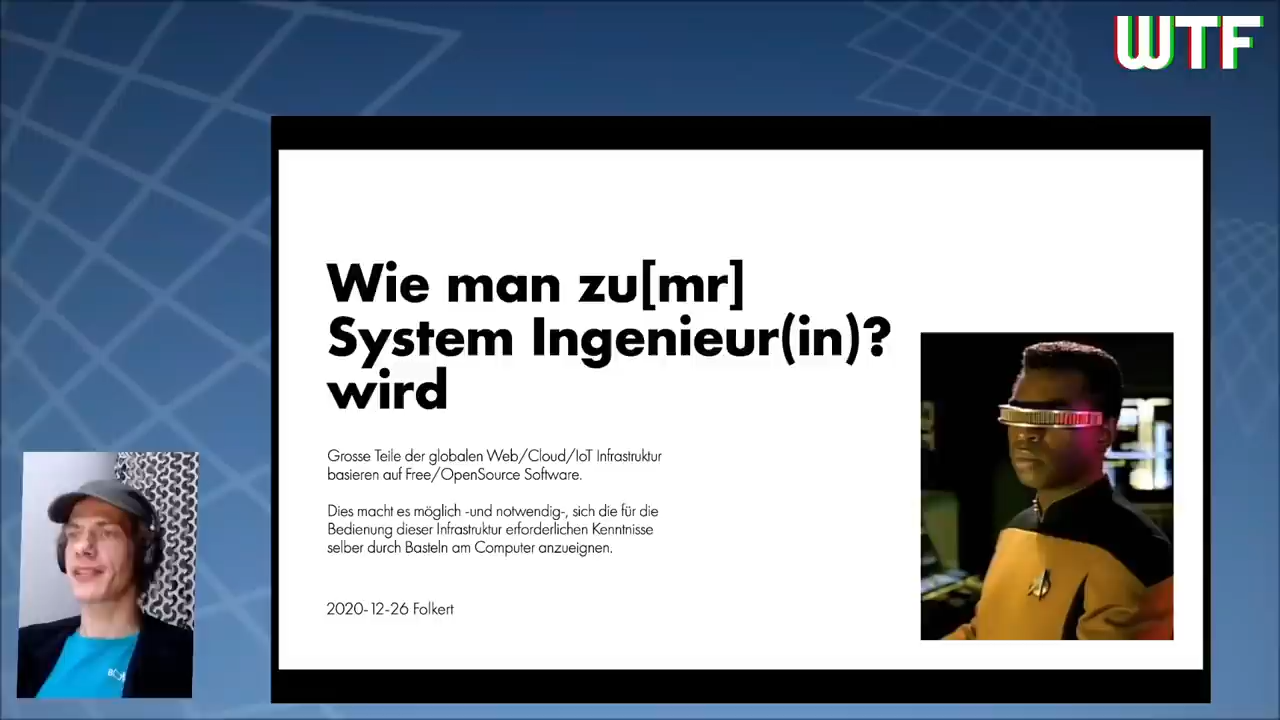 WTF
Wie man zu[mr]
System Ingenieur(in)?
wird
Grosse Teile der globalen Web/Cloud/IoT Infrastruktur
basieren auf Free/OpenSource Software.
Dies macht es möglich -und notwendig-, sich die für die
Bedienung dieser Infrastruktur erforderlichen Kenntnisse
selber durch Basteln am Computer anzueignen.
2020-12-26 Folkert